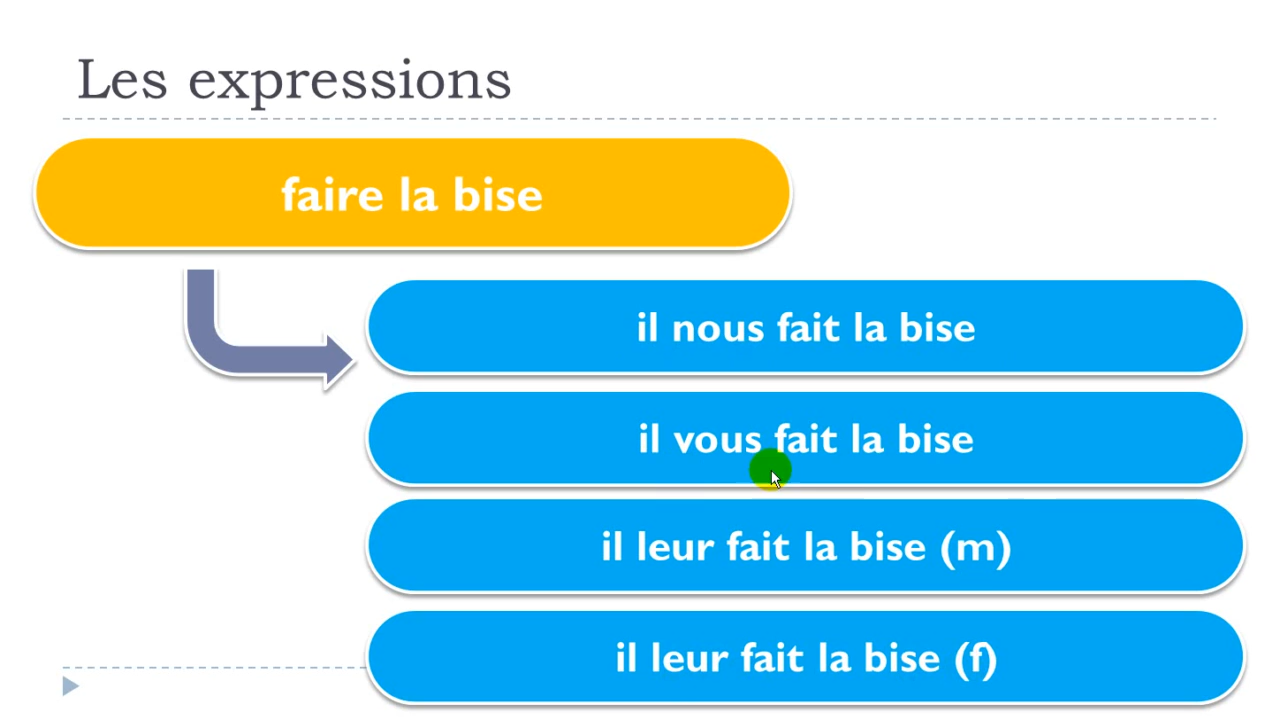 Les expressions
faire la bise
il nous fait la bise
il vous fait la bise
il leur fait la bise (m)
il leur fait la bise (f)